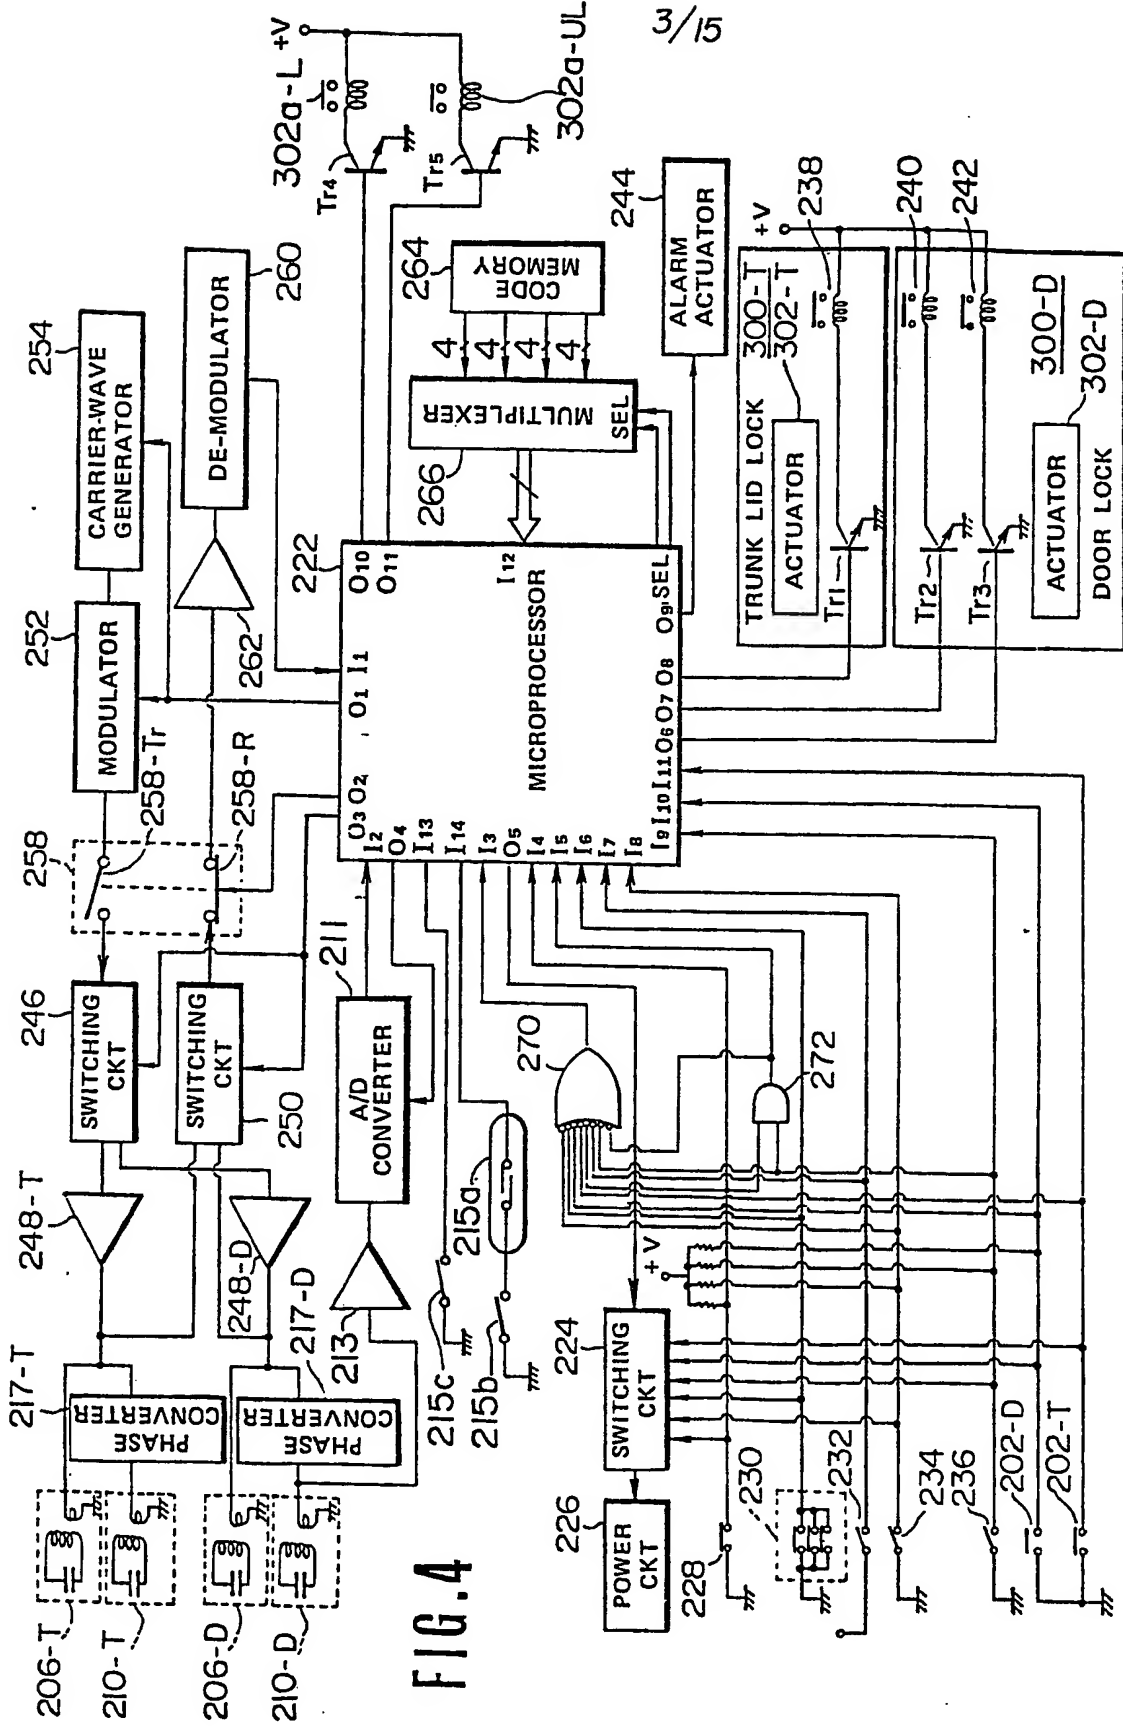 3/15
FIG.4
206-T
210-T
206-D
210-D
217-T
PHASE
CONVERTER
217-D
PHASE
CONVERTER
248-T
248-D
246
SWITCHING
CKT
SWITCHING
CKT
250
258
258-Tr
258-R
252
MODULATOR
254
CARRIER-WAVE
GENERATOR
260
DE-MODULATOR
262
213
211
A/D
CONVERTER
215a
215b
215c
222
MICROPROCESSOR
O3
O2
O1
I1
I2
O4
I13
I14
I3
O5
I4
I5
I6
I7
I8
I9
I10
I11
O6
O7
O8
O9
SEL
O10
O11
I12
302a-L
+V
Tr4
Tr5
302a-UL
264
CODE
MEMORY
4
4
4
4
MULTIPLEXER
SEL
266
244
ALARM
ACTUATOR
TRUNK LID LOCK
300-T
302-T
ACTUATOR
Tr1
+V
238
240
242
Tr2
Tr3
300-D
302-D
ACTUATOR
DOOR LOCK
270
272
+V
224
SWITCHING
CKT
226
POWER
CKT
228
230
232
234
236
202-D
202-T